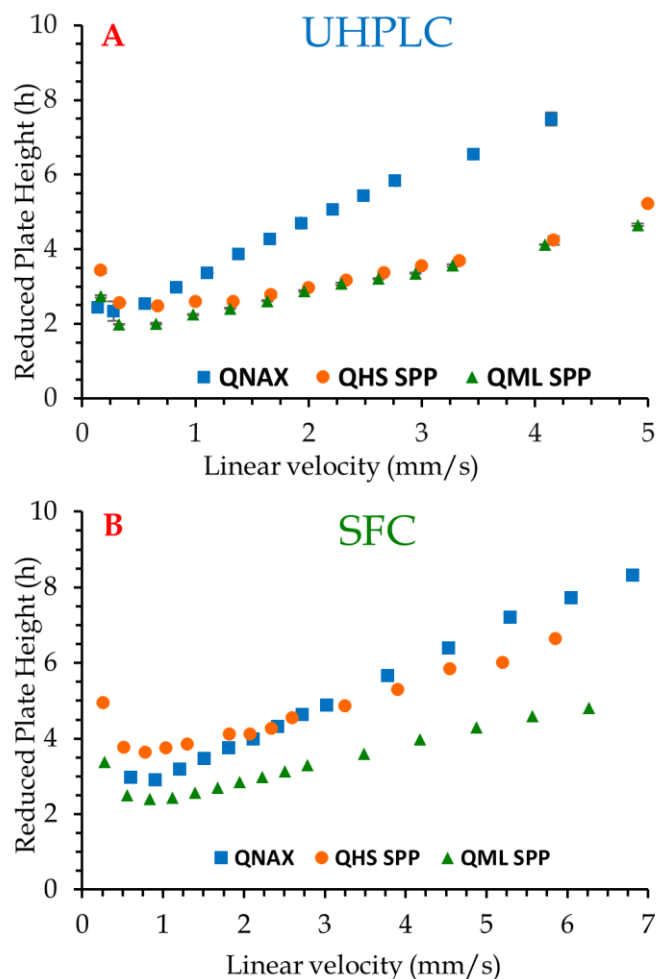 A UHPLC
10
8
6
4
2
0
Reduced Plate Height (h)
QNAX QHS SPP QML SPP
0 1 2 3 4 5
Linear velocity (mm/s)
B SFC
10
8
6
4
2
0
Reduced Plate Height (h)
QNAX QHS SPP QML SPP
0 1 2 3 4 5 6 7
Linear velocity (mm/s)